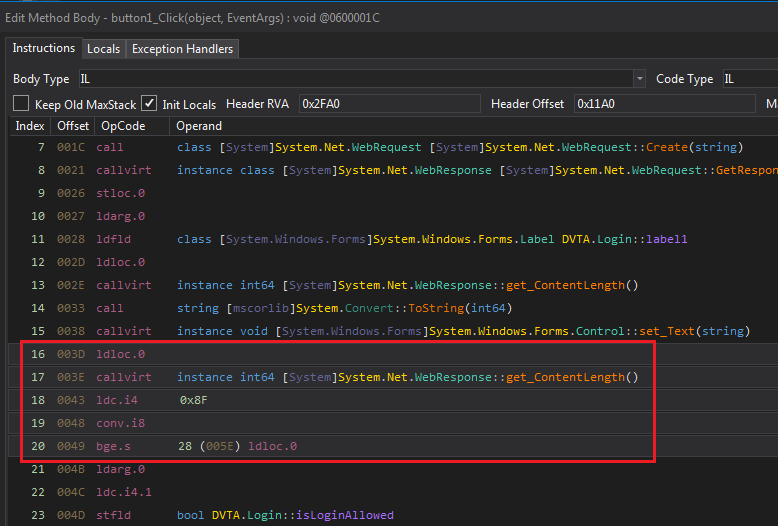 Edit Method Body - button1_Click(object, EventArgs) : void @0600001C
Instructions Locals Exception Handlers
Body Type IL Code Type IL
Keep Old MaxStack Init Locals Header RVA 0x2FA0 Header Offset 0x11A0 M
Index Offset OpCode Operand
7 001C call class [System]System.Net.WebRequest [System]System.Net.WebRequest::Create(string)
8 0021 callvirt instance class [System]System.Net.WebResponse [System]System.Net.WebRequest::GetRespon
9 0026 stloc.0
10 0027 ldarg.0
11 0028 ldfld class [System.Windows.Forms]System.Windows.Forms.Label DVTA.Login::label1
12 002D ldloc.0
13 002E callvirt instance int64 [System]System.Net.WebResponse::get_ContentLength()
14 0033 call string [mscorlib]System.Convert::ToString(int64)
15 0038 callvirt instance void [System.Windows.Forms]System.Windows.Forms.Control::set_Text(string)
16 003D ldloc.0
17 003E callvirt instance int64 [System]System.Net.WebResponse::get_ContentLength()
18 0043 ldc.i4 0x8F
19 0048 conv.i8
20 0049 bge.s 28 (005E) ldloc.0
21 004B ldarg.0
22 004C ldc.i4.1
23 004D stfld bool DVTA.Login::isLoginAllowed